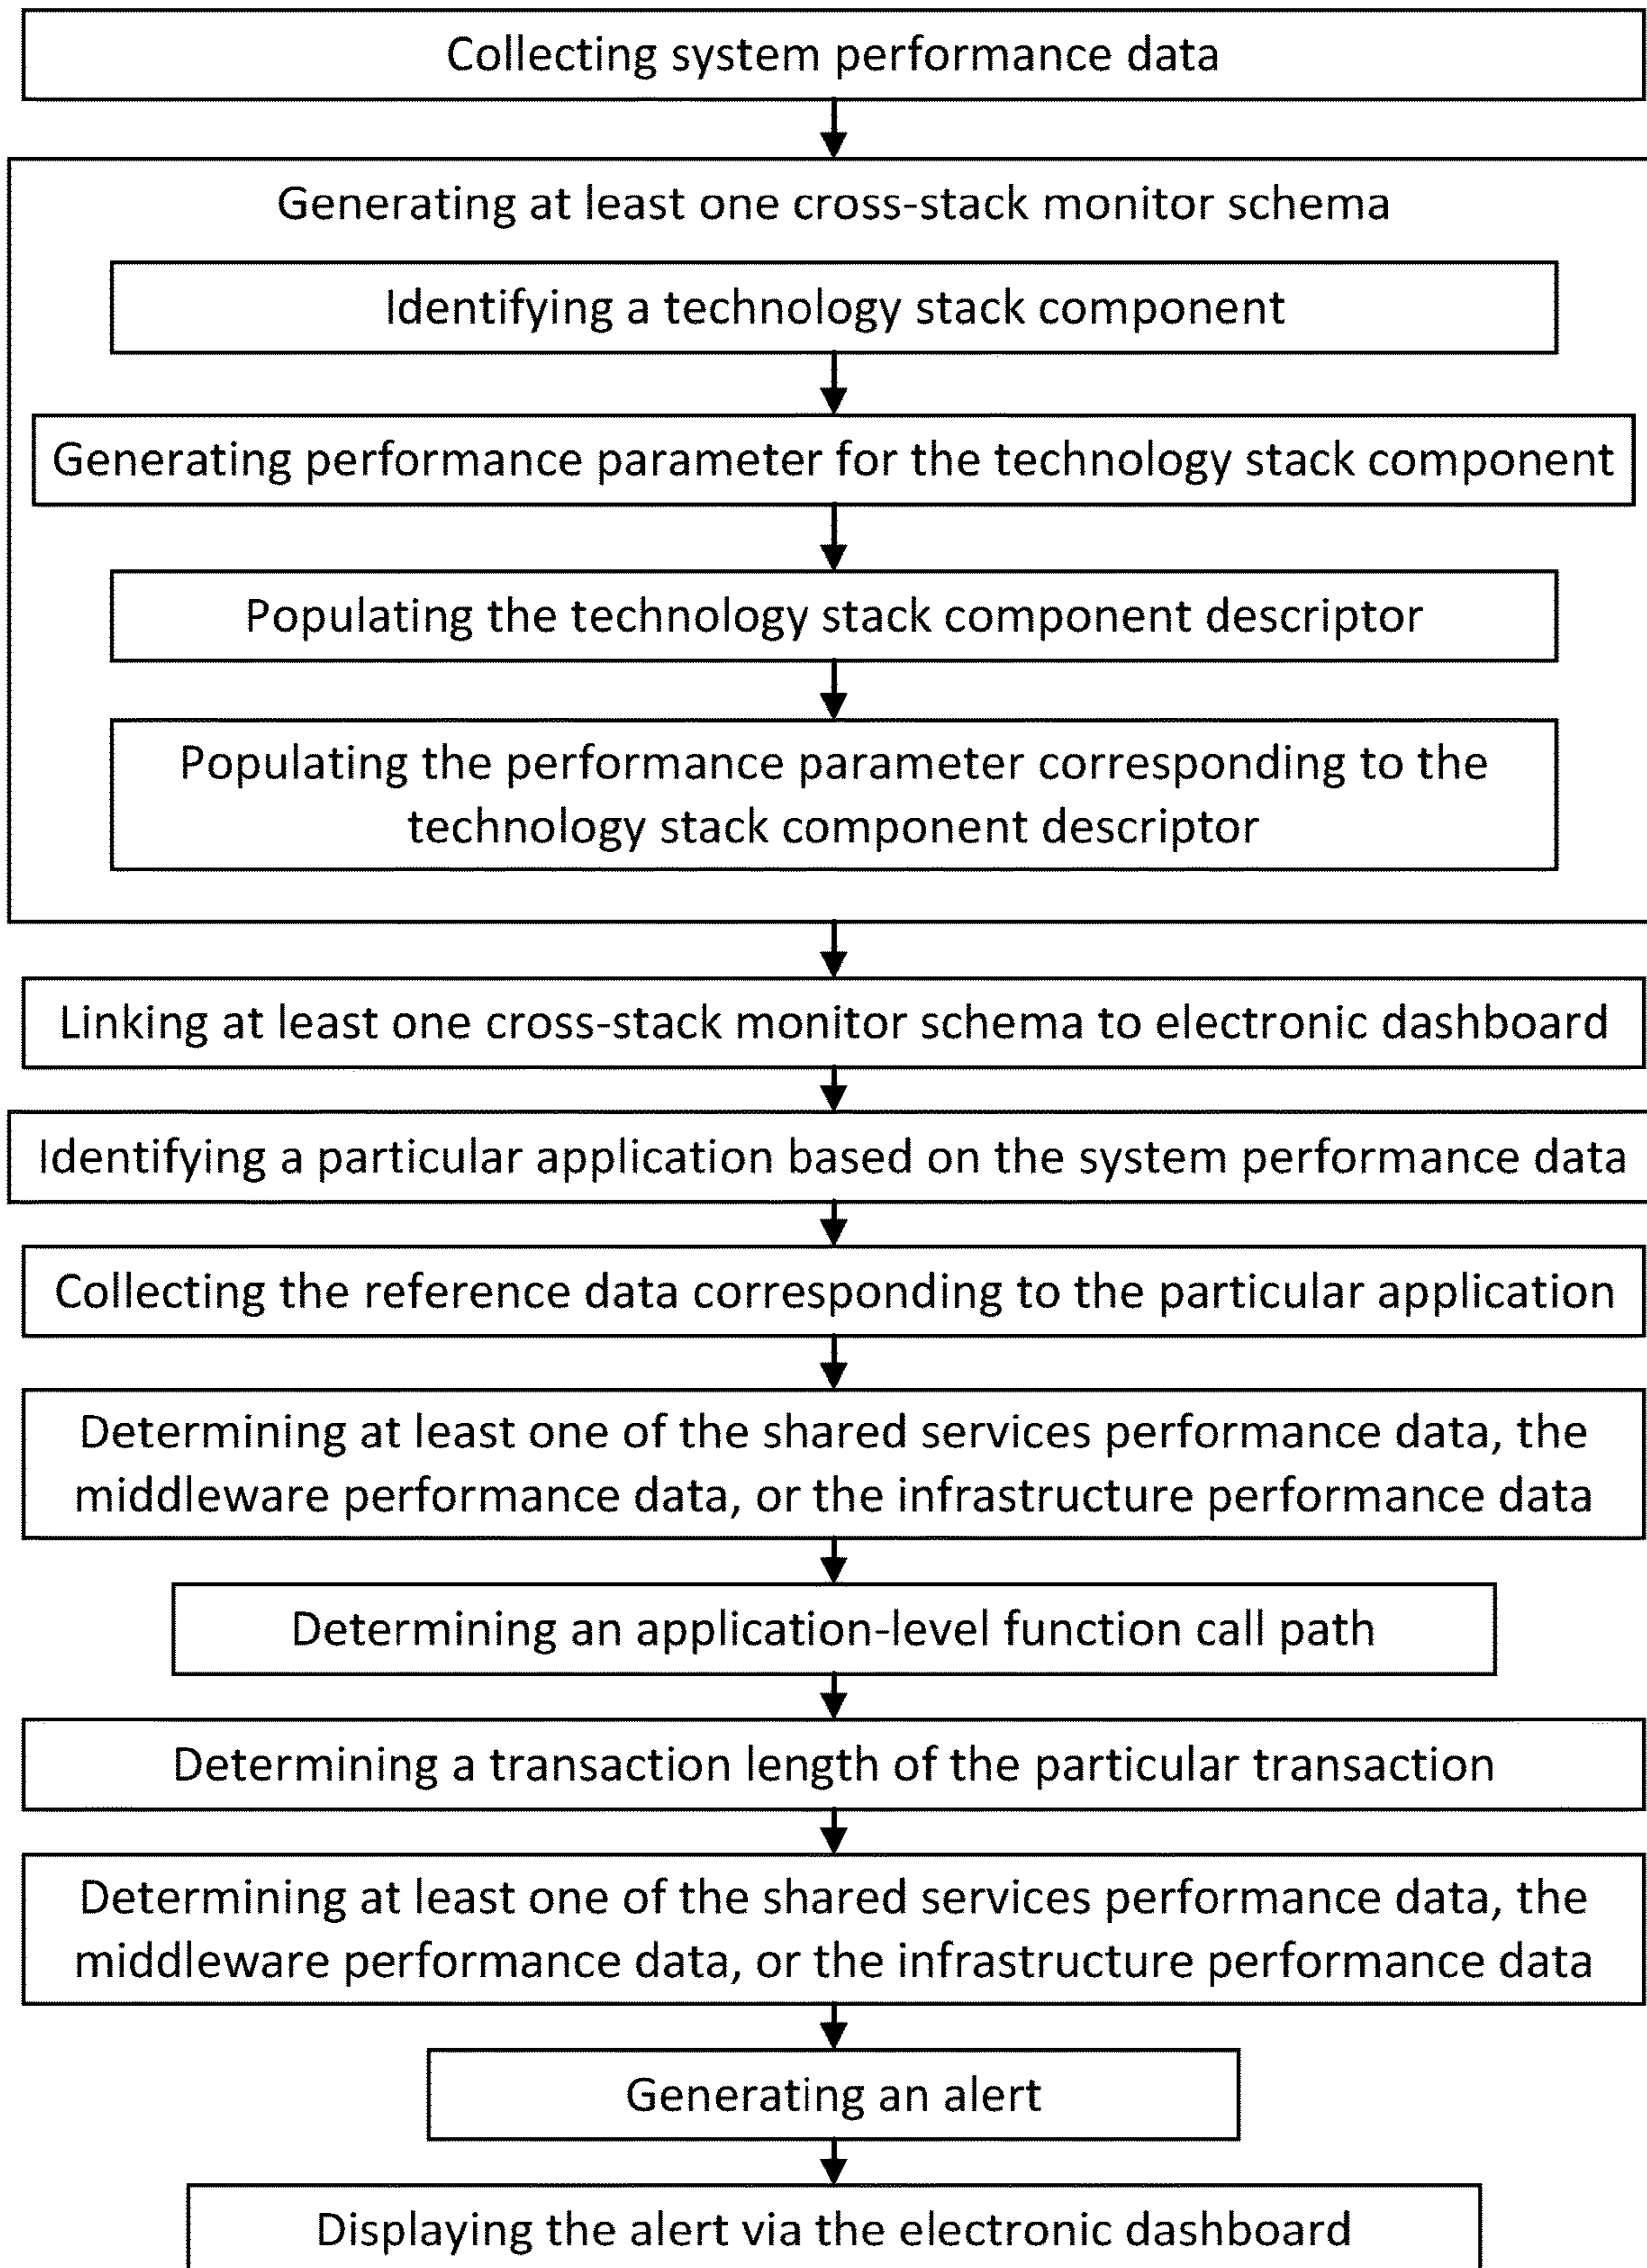 Collecting system performance data
Generating at least one cross-stack monitor schema
Identifying a technology stack component
Generating performance parameter for the technology stack component
Populating the technology stack component descriptor
Populating the performance parameter corresponding to the
technology stack component descriptor
Linking at least one cross-stack monitor schema to electronic dashboard
Identifying a particular application based on the system performance data
Collecting the reference data corresponding to the particular application
Determining at least one of the shared services performance data, the
middleware performance data, or the infrastructure performance data
Determining an application-level function call path
Determining a transaction length of the particular transaction
Determining at least one of the shared services performance data, the
middleware performance data, or the infrastructure performance data
Generating an alert
Displaying the alert via the electronic dashboard